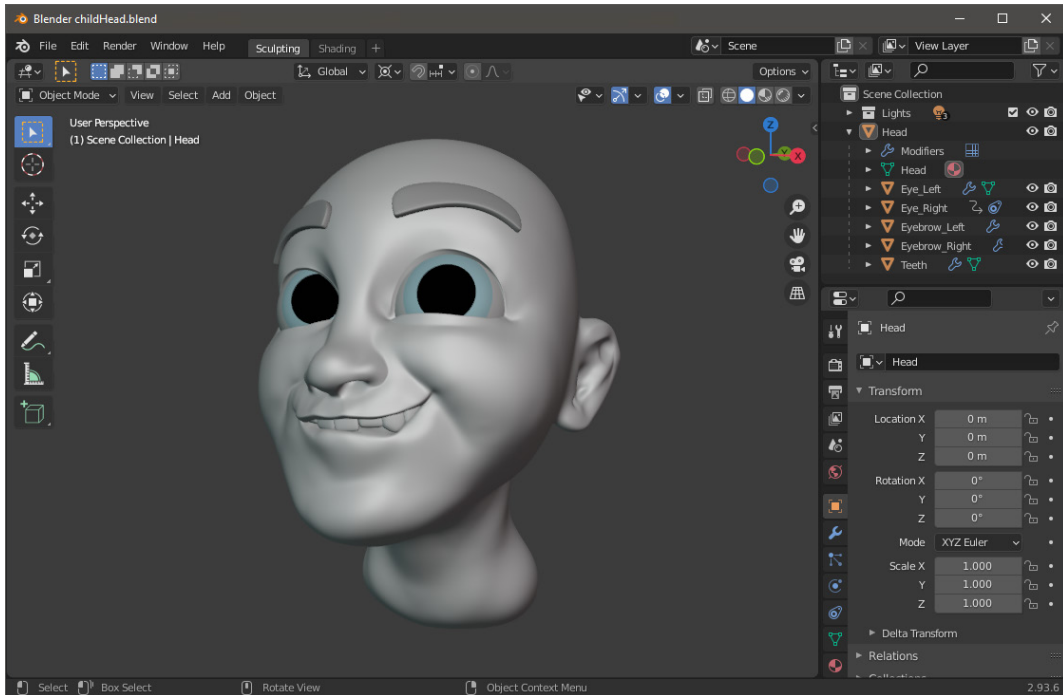 Blender childHead.blend
File Edit Render Window Help Sculpting Shading + Scene View Layer
Global Options
Object Mode View Select Add Object
User Perspective
(1) Scene Collection | Head
Z
Y
X
Scene Collection
Lights 3
Head
Modifiers
Head
Eye_Left
Eye_Right
Eyebrow_Left
Eyebrow_Right
Teeth
Head
Head
Transform
Location X 0 m
Y 0 m
Z 0 m
Rotation X 0°
Y 0°
Z 0°
Mode XYZ Euler
Scale X 1.000
Y 1.000
Z 1.000
Delta Transform
Relations
Collections
Select Box Select Rotate View Object Context Menu 2.93.6